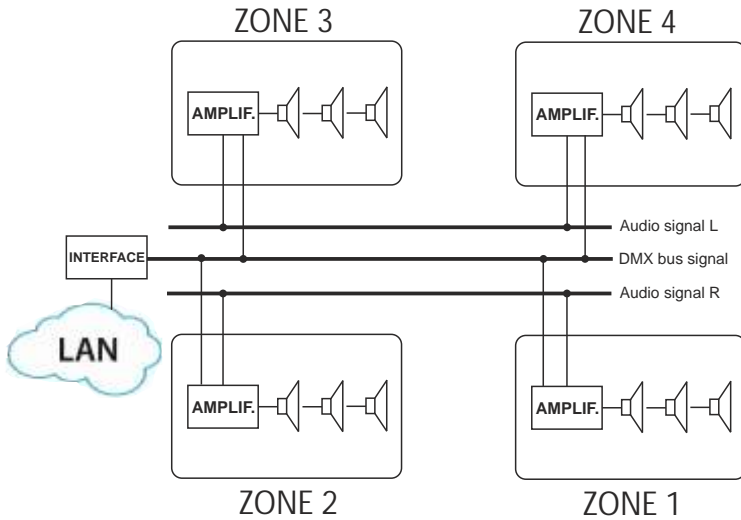 ZONE 3
ZONE 4
AMPLIF.
AMPLIF.
Audio signal L
INTERFACE
DMX bus signal
Audio signal R
LAN
AMPLIF.
AMPLIF.
ZONE 2
ZONE 1